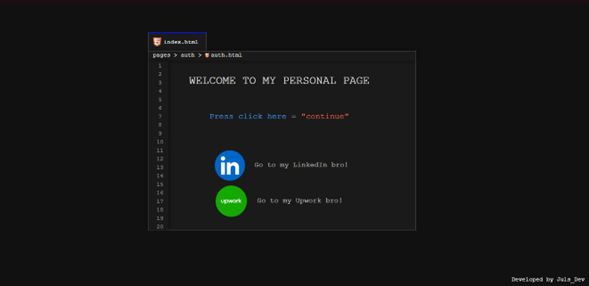 index.html
pages > auth > auth.html
1
2
3
4
5
6
7
8
9
10
11
12
13
14
15
16
17
18
19
20
WELCOME TO MY PERSONAL PAGE
Press click here = "continue"
in
Go to my LinkedIn bro!
upwork
Go to my Upwork bro!
Developed by Juls_Dev